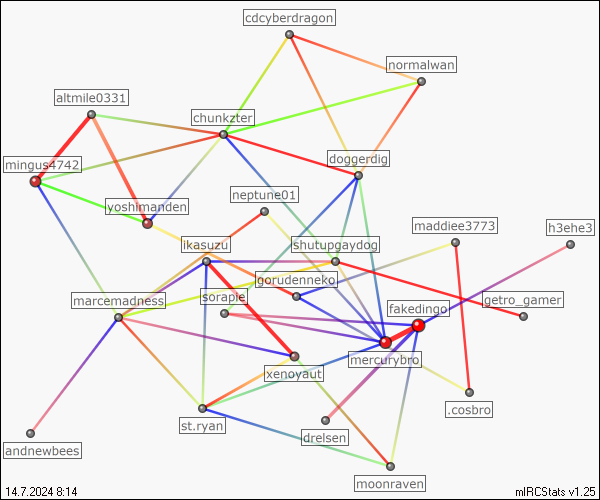 cdcyberdragon
normalwan
altmile0331
chunkzter
doggerdig
mingus4742
neptune01
yoshimanden
maddiee3773
h3ehe3
ikasuzu
shutupgaydog
gorudenneko
marcemadness
sorapie
fakedingo
getro_gamer
mercurybro
xenoyaut
.cosbro
st.ryan
drelsen
andnewbees
moonraven
14.7.2024 8:14
mIRCStats v1.25